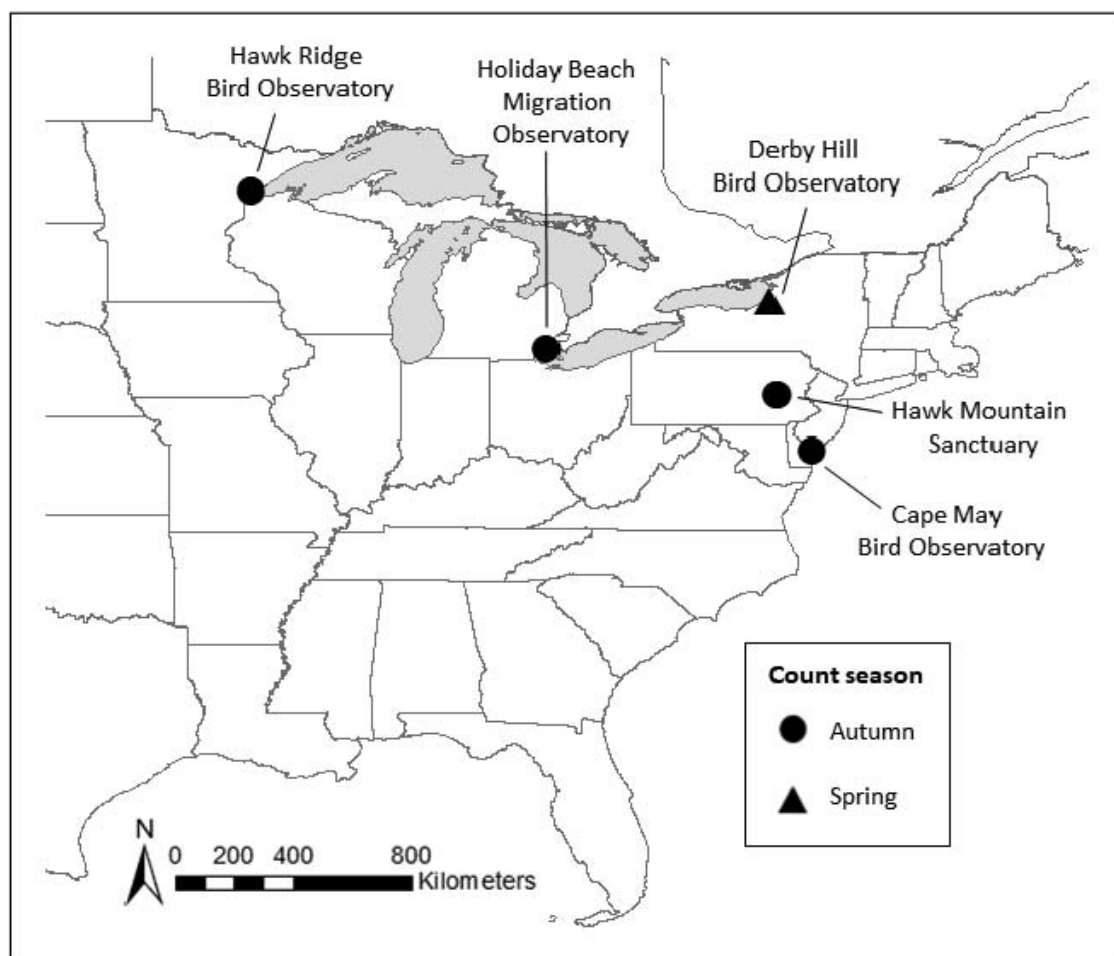 Hawk Ridge
Bird Observatory
Holiday Beach
Migration
Observatory
Derby Hill
Bird Observatory
Hawk Mountain
Sanctuary
Cape May
Bird Observatory
Count season
Autumn
Spring
N
0 200 400 800
Kilometers